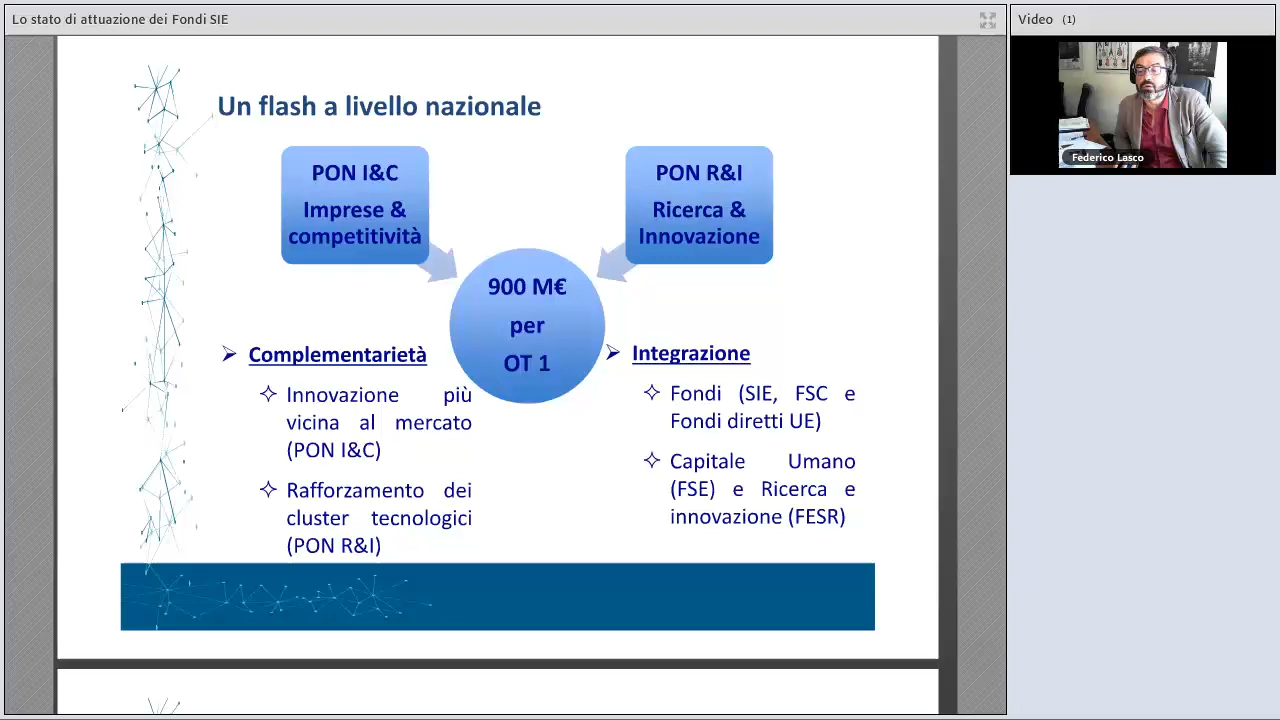 Lo stato di attuazione dei Fondi SIE
Video (1)
Federico Lasco
Un flash a livello nazionale
PON I&C
Imprese &
competitività
PON R&I
Ricerca &
Innovazione
900 M€
per
OT 1
Complementarietà
Innovazione più
vicina al mercato
(PON I&C)
Rafforzamento dei
cluster tecnologici
(PON R&I)
Integrazione
Fondi (SIE, FSC e
Fondi diretti UE)
Capitale Umano
(FSE) e Ricerca e
innovazione (FESR)